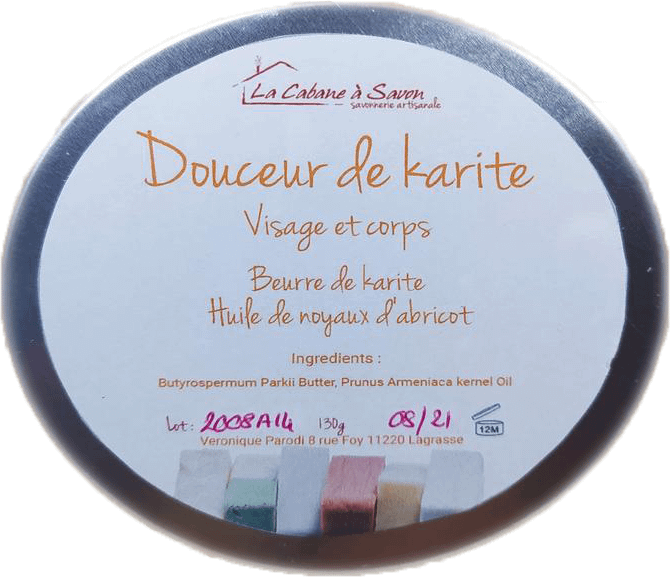 La Cabane à Savon
savonnerie artisanale
Douceur de karite
Visage et corps
Beurre de karite
Huile de noyaux d'abricot
Ingredients :
Butyrospermum Parkii Butter, Prunus Armeniaca kernel Oil
Lot: 2008A14 130g 08/21 12M
Veronique Parodi 8 rue Foy 11220 Lagrasse